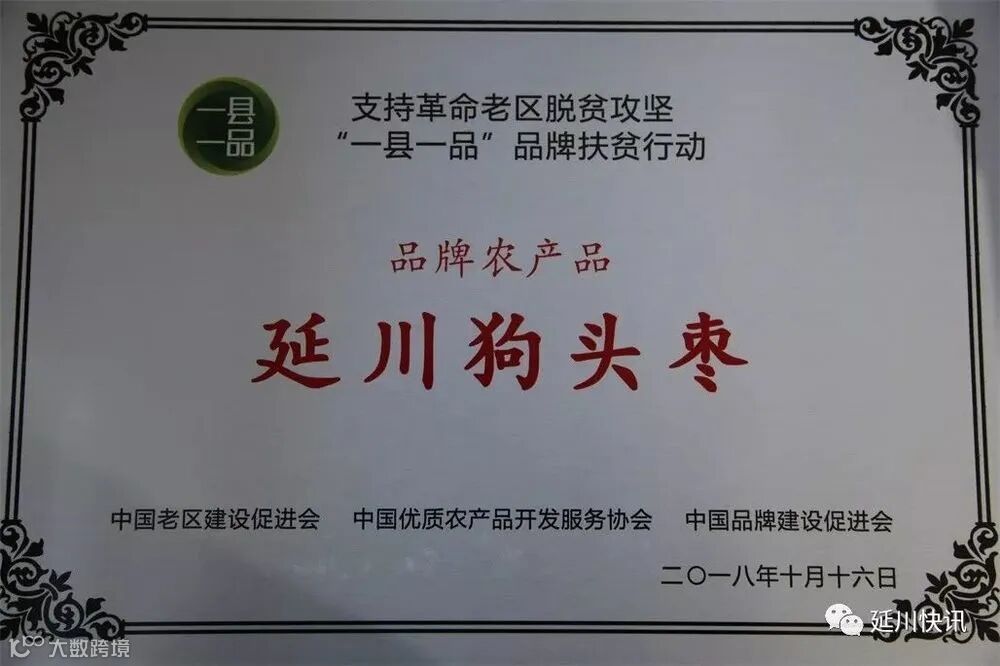 一县
一品
支持革命老区脱贫攻坚
“一县一品”品牌扶贫行动
品牌农产品
延川狗头枣
中国老区建设促进会 中国优质农产品开发服务协会 中国品牌建设促进会
二〇一八年十月十六日
延川快讯
大数跨境